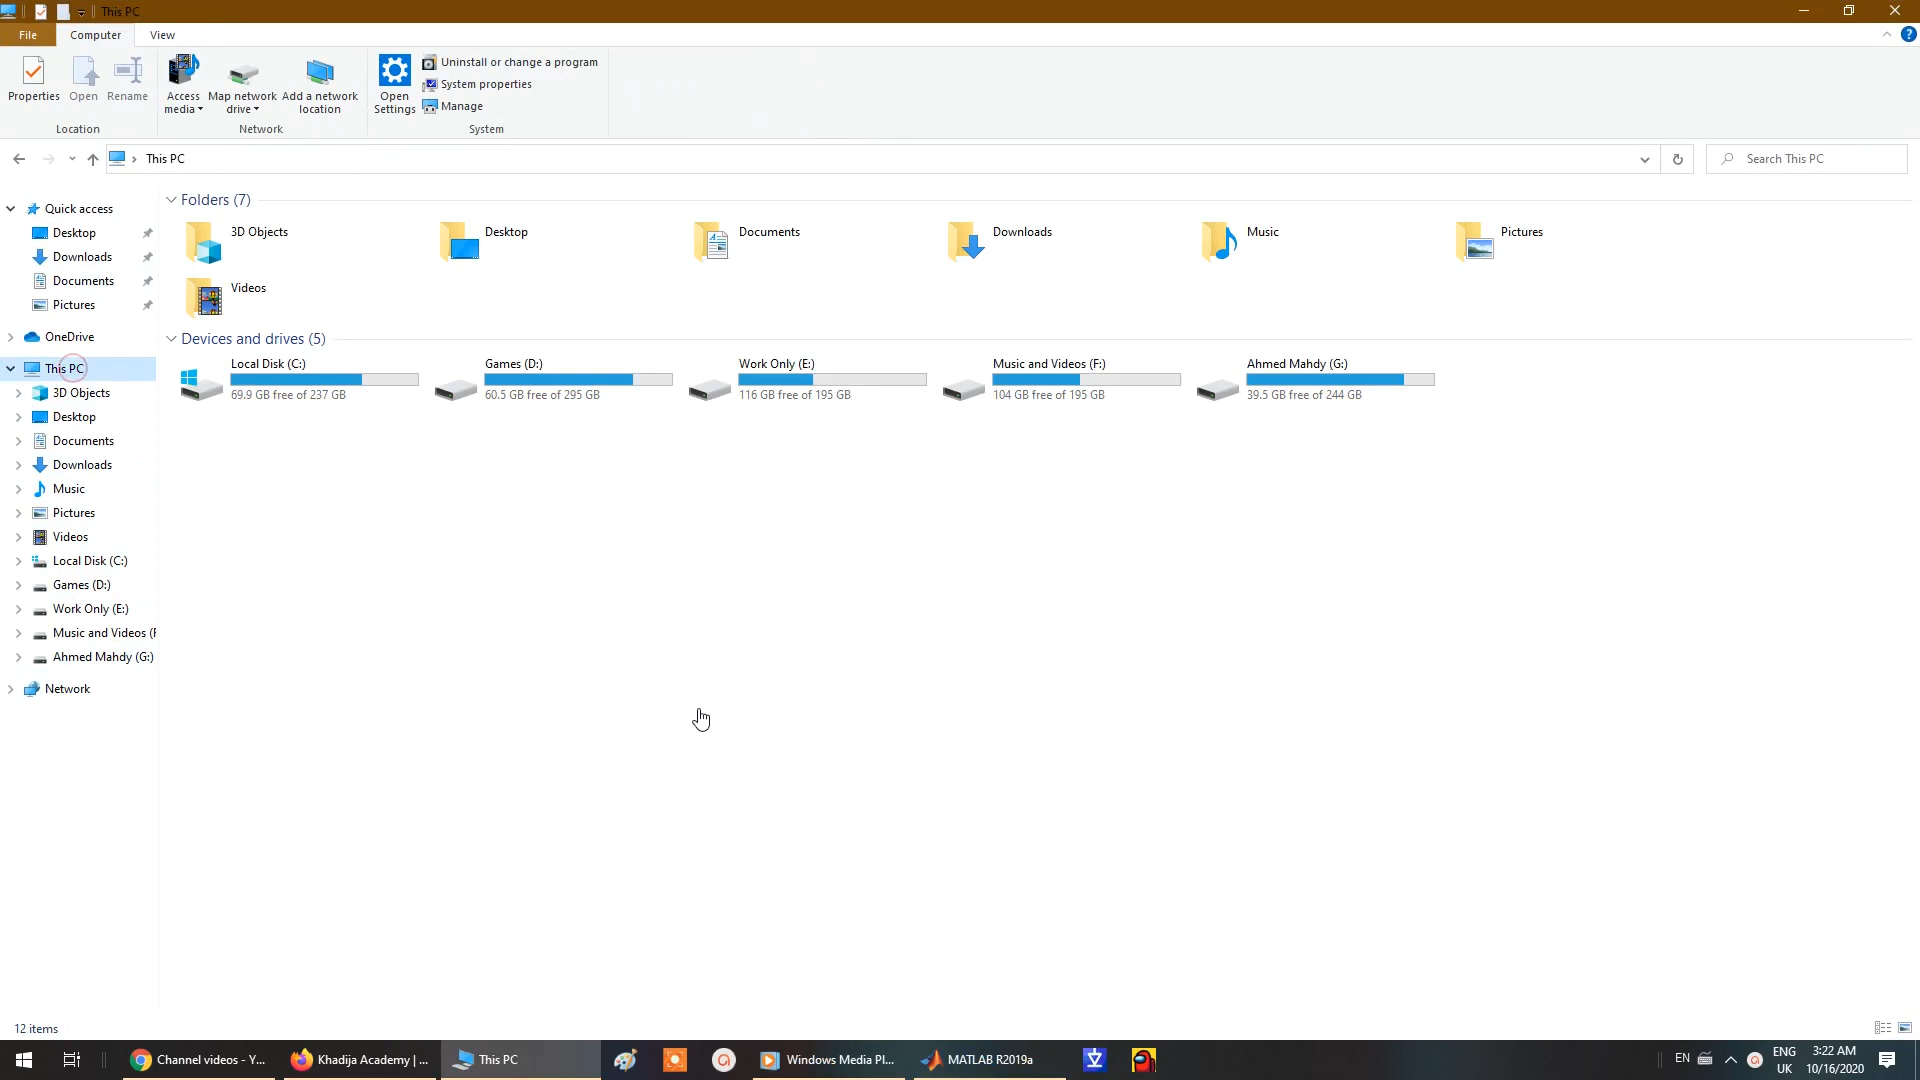 This PC
File
Computer
View
Properties
Open
Rename
Access media
Map network drive
Add a network location
Open Settings
Uninstall or change a program
System properties
Manage
Location
Network
System
This PC
Search This PC
Quick access
Desktop
Downloads
Documents
Pictures
OneDrive
This PC
3D Objects
Desktop
Documents
Downloads
Music
Pictures
Videos
Local Disk (C:)
Games (D:)
Work Only (E:)
Music and Videos (F
Ahmed Mahdy (G:)
Network
Folders (7)
3D Objects
Desktop
Documents
Downloads
Music
Pictures
Videos
Devices and drives (5)
Local Disk (C:)
69.9 GB free of 237 GB
Games (D:)
60.5 GB free of 295 GB
Work Only (E:)
116 GB free of 195 GB
Music and Videos (F:)
104 GB free of 195 GB
Ahmed Mahdy (G:)
39.5 GB free of 244 GB
12 items
Channel videos - Y...
Khadija Academy | ...
This PC
Windows Media Pl...
MATLAB R2019a
EN
ENG
UK
3:22 AM
10/16/2020